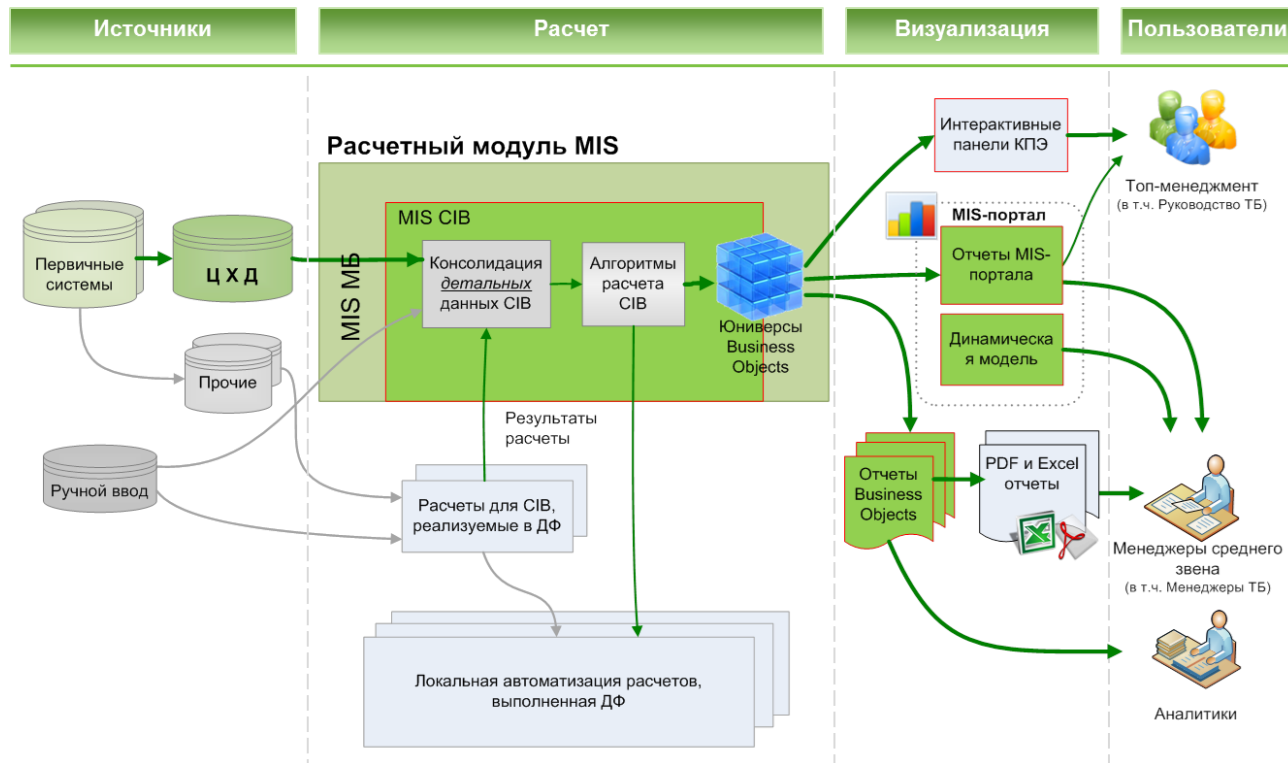 Источники
Расчет
Визуализация
Пользователи
Расчетный модуль MIS
MIS МБ
MIS CIB
Первичные
системы
Ц Х Д
Консолидация
детальных
данных CIB
Алгоритмы
расчета
CIB
Юниверсы
Business
Objects
Прочие
Ручной ввод
Результаты
расчеты
Расчеты для CIB,
реализуемые в ДФ
Локальная автоматизация расчетов,
выполненная ДФ
Интерактивные
панели КПЭ
MIS-портал
Отчеты MIS-
портала
Динамическа
я модель
Отчеты
Business
Objects
PDF и Excel
отчеты
Топ-менеджмент
(в т.ч. Руководство ТБ)
Менеджеры среднего
звена
(в т.ч. Менеджеры ТБ)
Аналитики